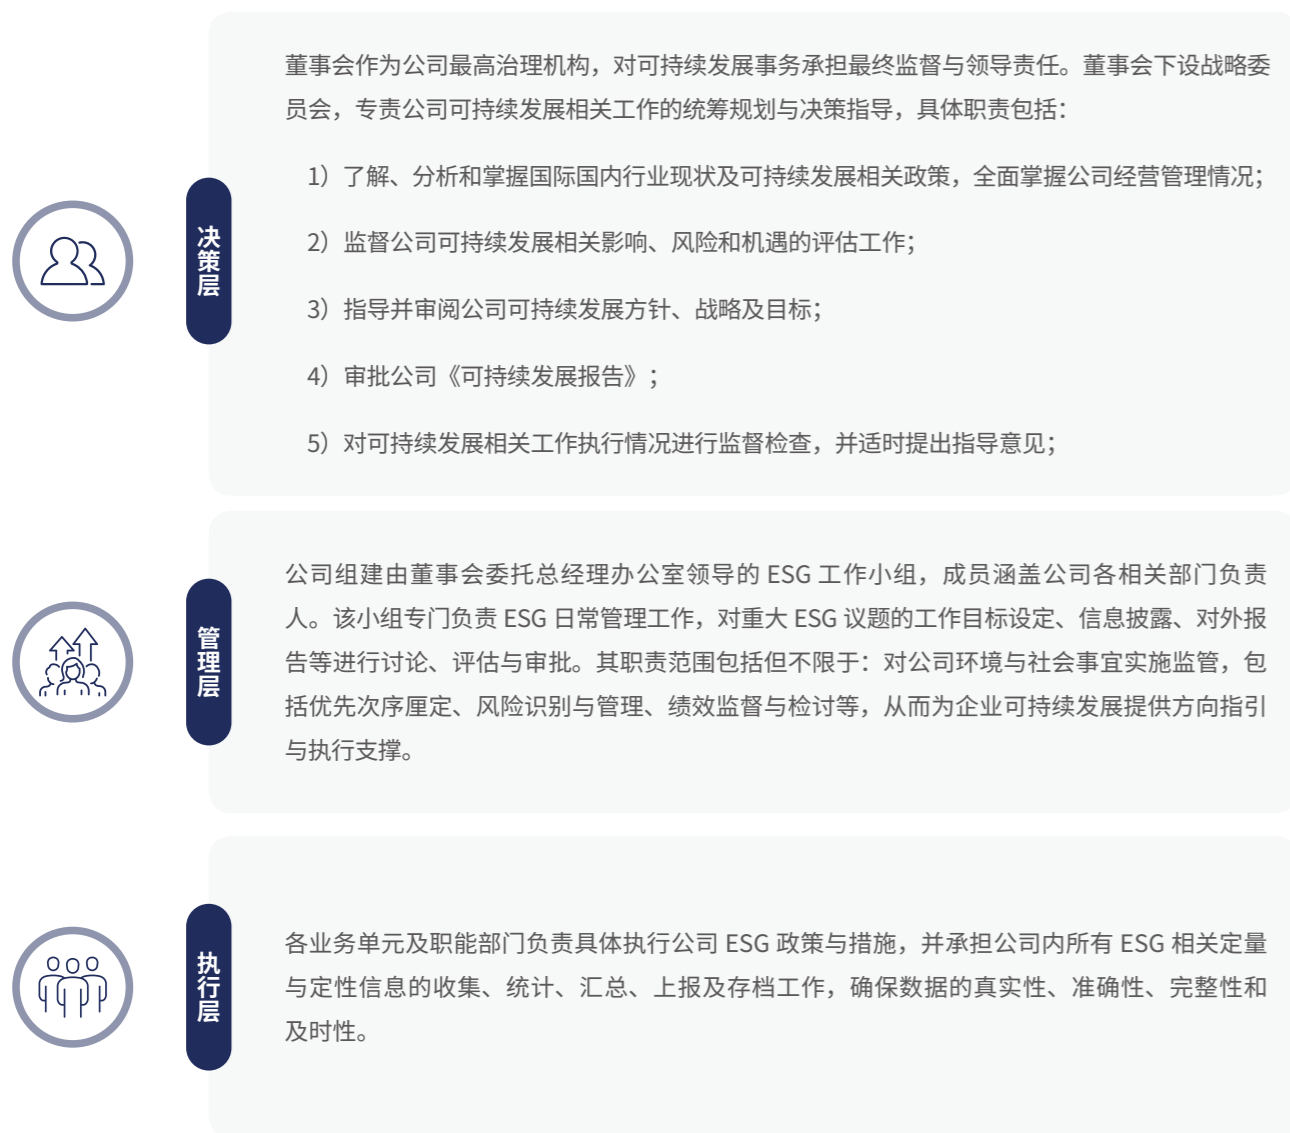 董事会作为公司最高治理机构，对可持续发展事务承担最终监督与领导责任。董事会下设战略委
员会，专责公司可持续发展相关工作的统筹规划与决策指导，具体职责包括：
1）了解、分析和掌握国际国内行业现状及可持续发展相关政策，全面掌握公司经营管理情况；
2）监督公司可持续发展相关影响、风险和机遇的评估工作；
决策层
3）指导并审阅公司可持续发展方针、战略及目标；
4）审批公司《可持续发展报告》；
5）对可持续发展相关工作执行情况进行监督检查，并适时提出指导意见；
公司组建由董事会委托总经理办公室领导的 ESG 工作小组，成员涵盖公司各相关部门负责
人。该小组专门负责 ESG 日常管理工作，对重大 ESG 议题的工作目标设定、信息披露、对外报
管理层
告等进行讨论、评估与审批。其职责范围包括但不限于：对公司环境与社会事宜实施监管，包
括优先次序厘定、风险识别与管理、绩效监督与检讨等，从而为企业可持续发展提供方向指引
与执行支撑。
各业务单元及职能部门负责具体执行公司 ESG 政策与措施，并承担公司内所有 ESG 相关定量
执行层
与定性信息的收集、统计、汇总、上报及存档工作，确保数据的真实性、准确性、完整性和
及时性。